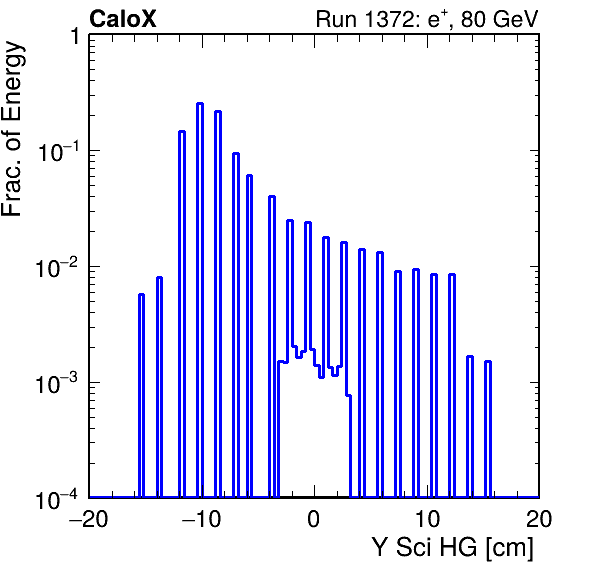 CaloX
Run 1372: e⁺, 80 GeV
Frac. of Energy
1
10⁻¹
10⁻²
10⁻³
10⁻⁴
−20 −10 0 10 20
Y Sci HG [cm]